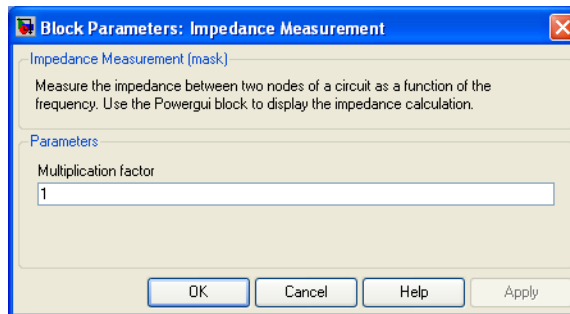 Block Parameters: Impedance Measurement
Impedance Measurement (mask)
Measure the impedance between two nodes of a circuit as a function of the
frequency. Use the Powergui block to display the impedance calculation.
Parameters
Multiplication factor
1
OK Cancel Help Apply